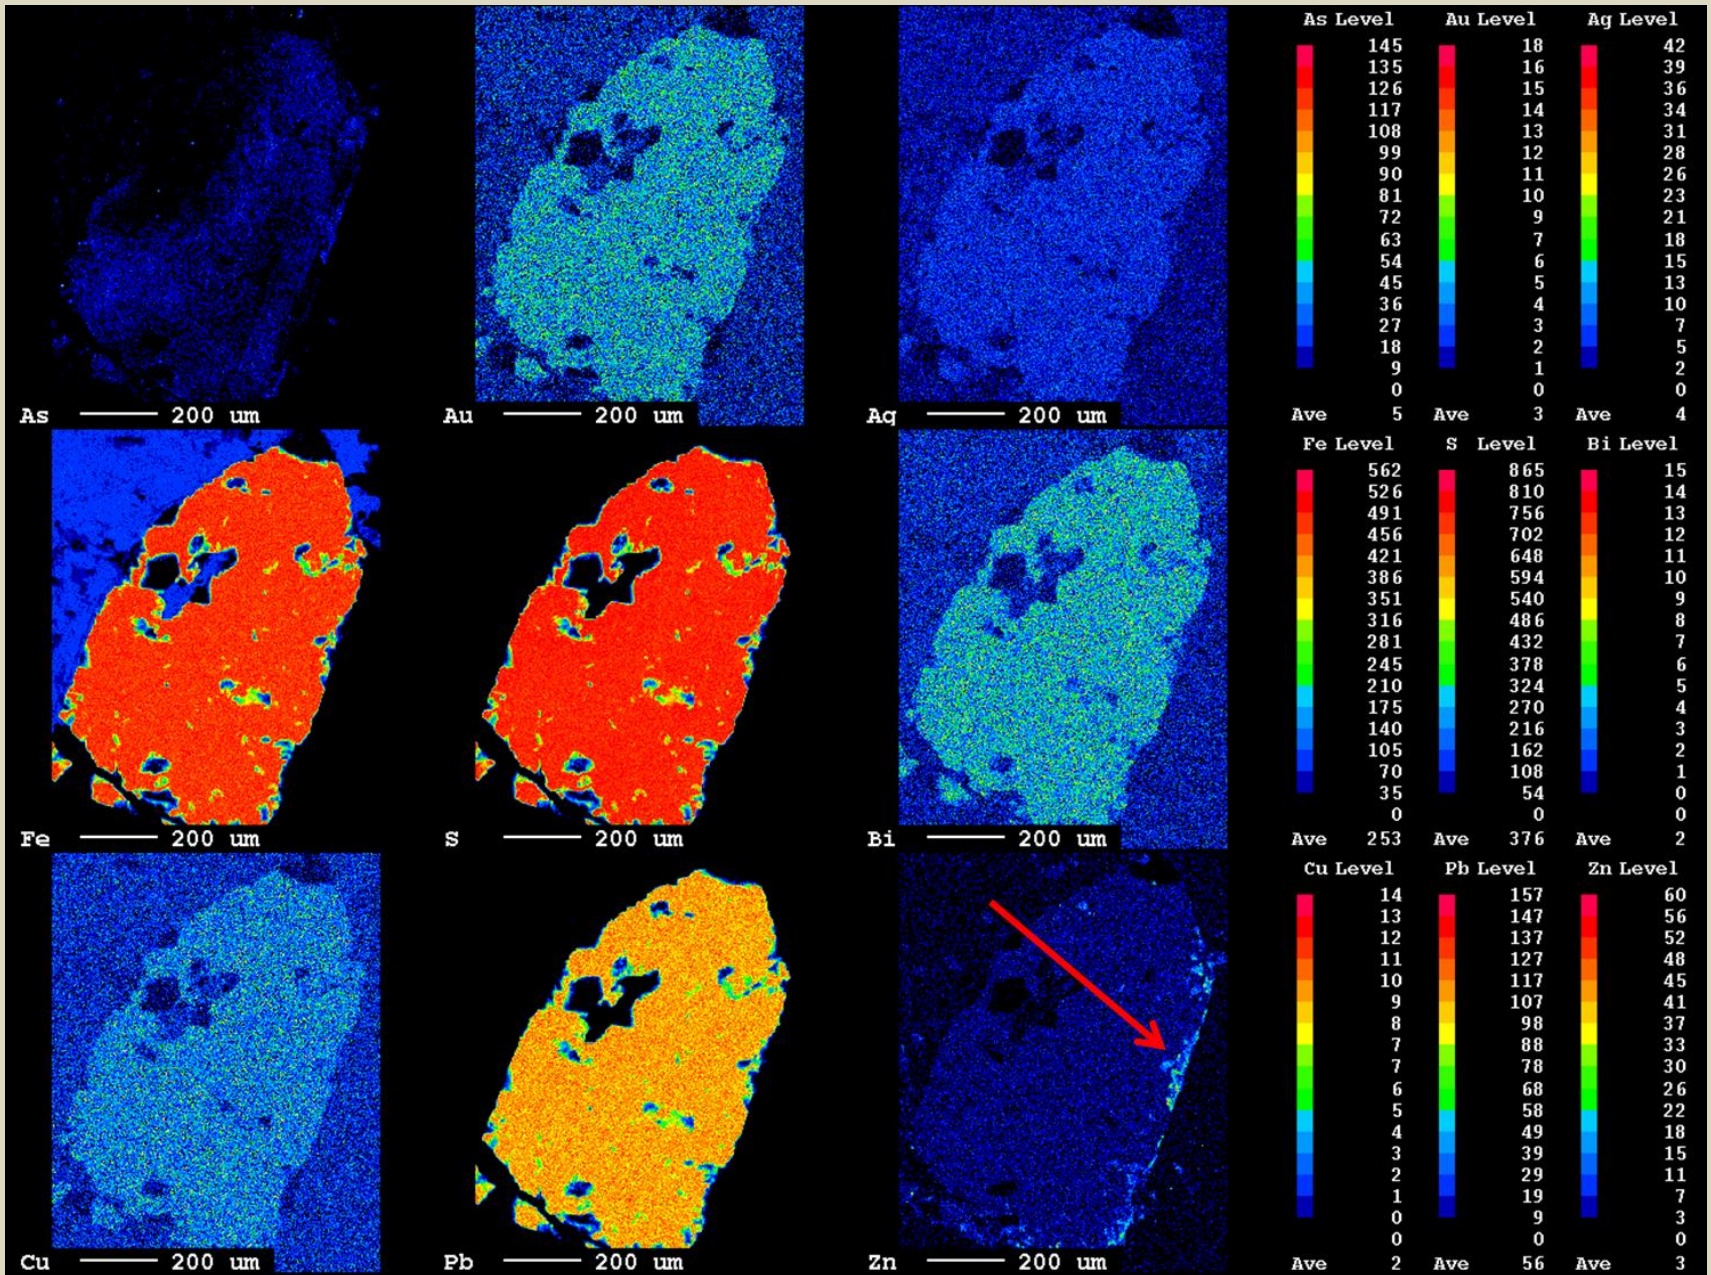 As Level Au Level Ag Level
145 18 42
135 16 39
126 15 36
117 14 34
108 13 31
99 12 28
90 11 26
81 10 23
72 9 21
63 7 18
54 6 15
45 5 13
36 4 10
27 3 7
18 2 5
9 1 2
0 0 0
As 200 um Au 200 um Ag 200 um Ave 5 Ave 3 Ave 4
Fe Level S Level Bi Level
562 865 15
526 810 14
491 756 13
456 702 12
421 648 11
386 594 10
351 540 9
316 486 8
281 432 7
245 378 6
210 324 5
175 270 4
140 216 3
105 162 2
70 108 1
35 54 0
0 0 0
Fe 200 um S 200 um Bi 200 um Ave 253 Ave 376 Ave 2
Cu Level Pb Level Zn Level
14 157 60
13 147 56
12 137 52
11 127 48
10 117 45
9 107 41
8 98 37
7 88 33
7 78 30
6 68 26
5 58 22
4 49 18
3 39 15
2 29 11
1 19 7
0 9 3
0 0 0
Cu 200 um Pb 200 um Zn 200 um Ave 2 Ave 56 Ave 3